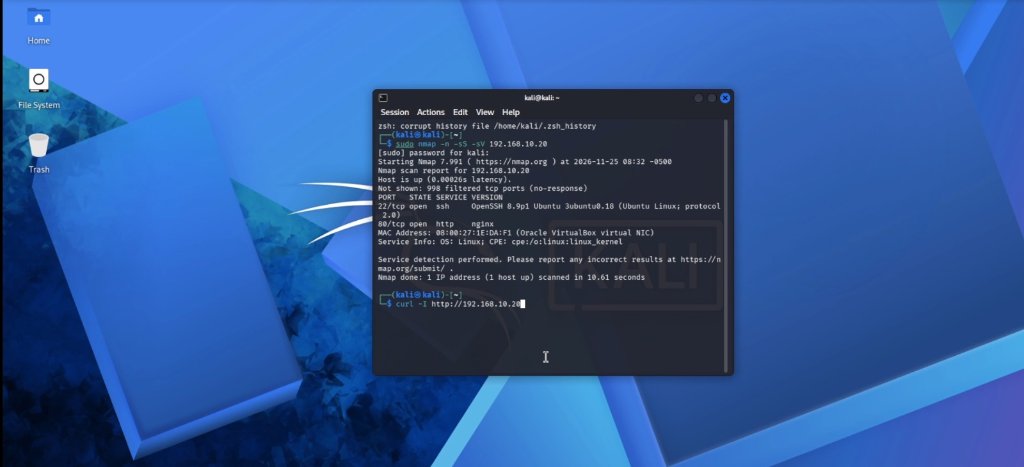 Home
File System
Trash
kali@kali: ~
Session Actions Edit View Help
zsh: corrupt history file /home/kali/.zsh_history
┌──(kali㉿kali)-[~]
└─$ sudo nmap -n -sS -sV 192.168.10.20
[sudo] password for kali:
Starting Nmap 7.991 ( https://nmap.org ) at 2026-11-25 08:32 -0500
Nmap scan report for 192.168.10.20
Host is up (0.00026s latency).
Not shown: 998 filtered tcp ports (no-response)
PORT   STATE SERVICE VERSION
22/tcp open  ssh     OpenSSH 8.9p1 Ubuntu 3ubuntu0.18 (Ubuntu Linux; protocol
 2.0)
80/tcp open  http    nginx
MAC Address: 08:00:27:1E:DA:F1 (Oracle VirtualBox virtual NIC)
Service Info: OS: Linux; CPE: cpe:/o:linux:linux_kernel
Service detection performed. Please report any incorrect results at https://n
map.org/submit/ .
Nmap done: 1 IP address (1 host up) scanned in 10.61 seconds
┌──(kali㉿kali)-[~]
└─$ curl -I http://192.168.10.20
KALI